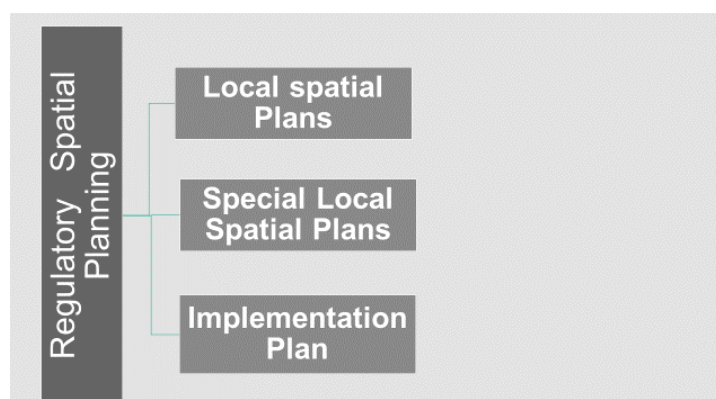 Regulatory Spatial
Planning
Local spatial
Plans
Special Local
Spatial Plans
Implementation
Plan